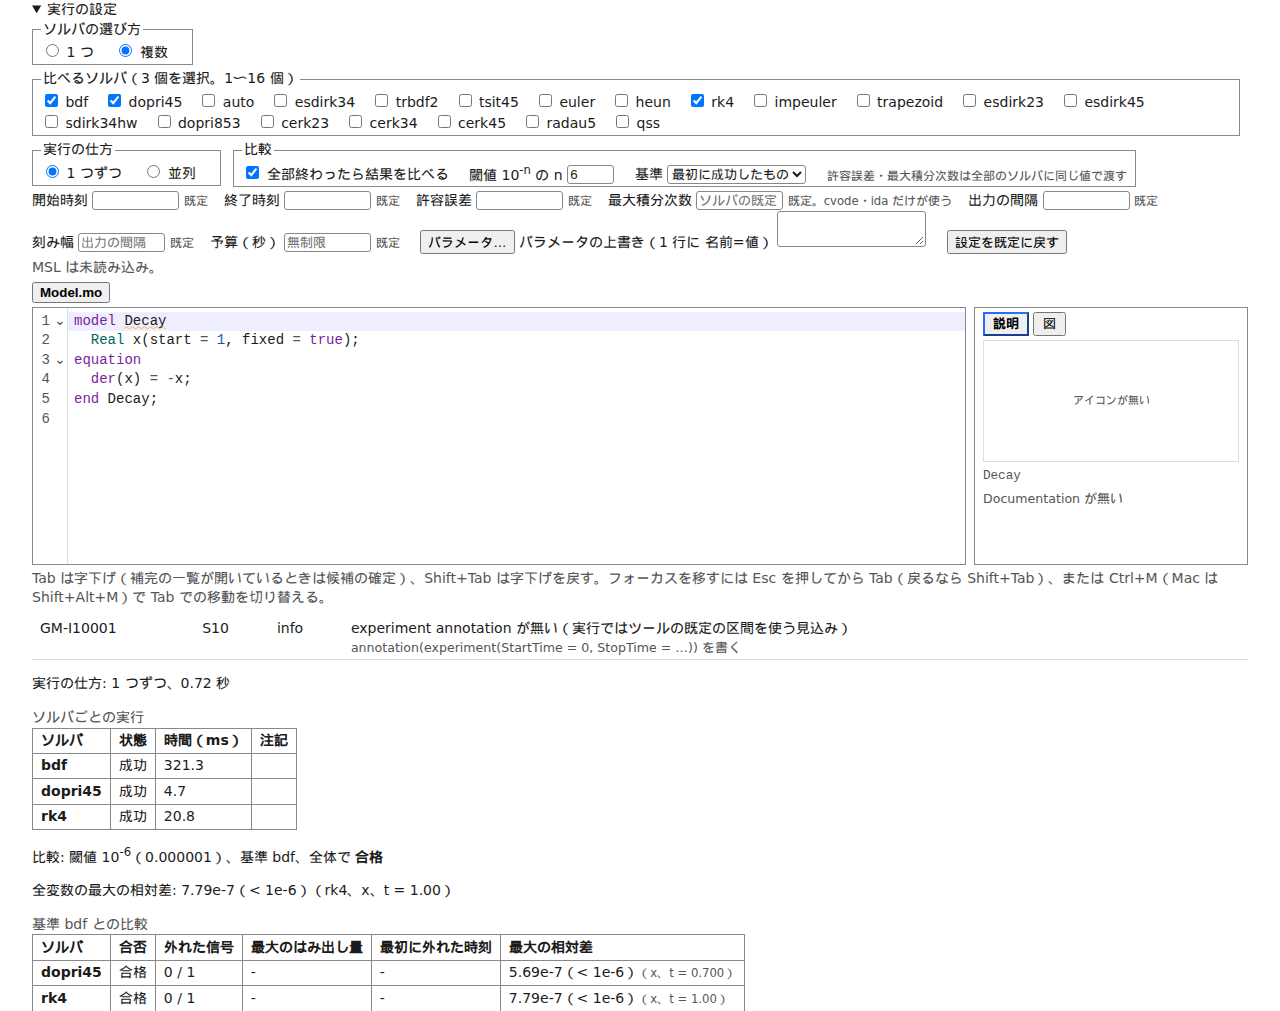 ▼ 実行の設定
ソルバの選び方
1 つ 複数
比べるソルバ（3 個を選択。1〜16 個）
bdf dopri45 auto esdirk34 trbdf2 tsit45 euler heun rk4 impeuler trapezoid esdirk23 esdirk45
sdirk34hw dopri853 cerk23 cerk34 cerk45 radau5 qss
実行の仕方 比較
1 つずつ 並列 全部終わったら結果を比べる 閾値 10-n の n 6 基準 最初に成功したもの 許容誤差・最大積分次数は全部のソルバに同じ値で渡す
開始時刻 既定 終了時刻 既定 許容誤差 既定 最大積分次数 ソルバの既定 既定。cvode・ida だけが使う 出力の間隔 既定
刻み幅 出力の間隔 既定 予算（秒） 無制限 既定 パラメータ... パラメータの上書き（1 行に 名前=値） 設定を既定に戻す
MSL は未読み込み。
Model.mo
1 model Decay
2 Real x(start = 1, fixed = true);
3 equation
4 der(x) = -x;
5 end Decay;
6
説明 図
アイコンが無い
Decay
Documentation が無い
Tab は字下げ（補完の一覧が開いているときは候補の確定）、Shift+Tab は字下げを戻す。フォーカスを移すには Esc を押してから Tab（戻るなら Shift+Tab）、または Ctrl+M（Mac は
Shift+Alt+M）で Tab での移動を切り替える。
GM-I10001 S10 info experiment annotation が無い（実行ではツールの既定の区間を使う見込み）
annotation(experiment(StartTime = 0, StopTime = ...)) を書く
実行の仕方: 1 つずつ、0.72 秒
ソルバごとの実行
ソルバ 状態 時間（ms） 注記
bdf 成功 321.3
dopri45 成功 4.7
rk4 成功 20.8
比較: 閾値 10-6（0.000001）、基準 bdf、全体で 合格
全変数の最大の相対差: 7.79e-7（< 1e-6）（rk4、x、t = 1.00）
基準 bdf との比較
ソルバ 合否 外れた信号 最大のはみ出し量 最初に外れた時刻 最大の相対差
dopri45 合格 0 / 1 - - 5.69e-7（< 1e-6）（x、t = 0.700）
rk4 合格 0 / 1 - - 7.79e-7（< 1e-6）（x、t = 1.00）